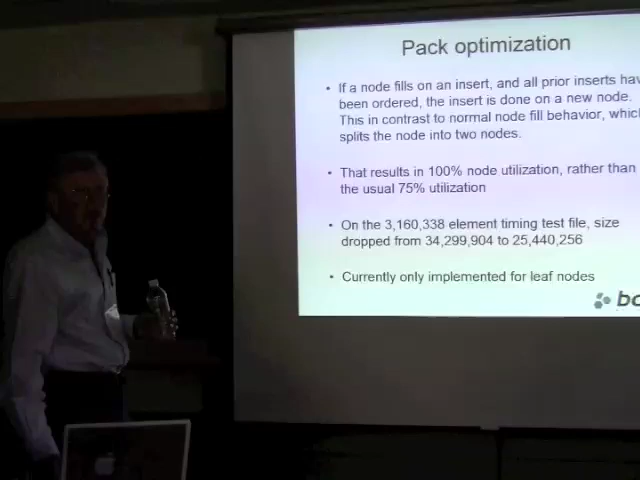 Pack optimization
• If a node fills on an insert, and all prior inserts hav
been ordered, the insert is done on a new node.
This in contrast to normal node fill behavior, which
splits the node into two nodes.
• That results in 100% node utilization, rather than
the usual 75% utilization
• On the 3,160,338 element timing test file, size
dropped from 34,299,904 to 25,440,256
• Currently only implemented for leaf nodes
bo